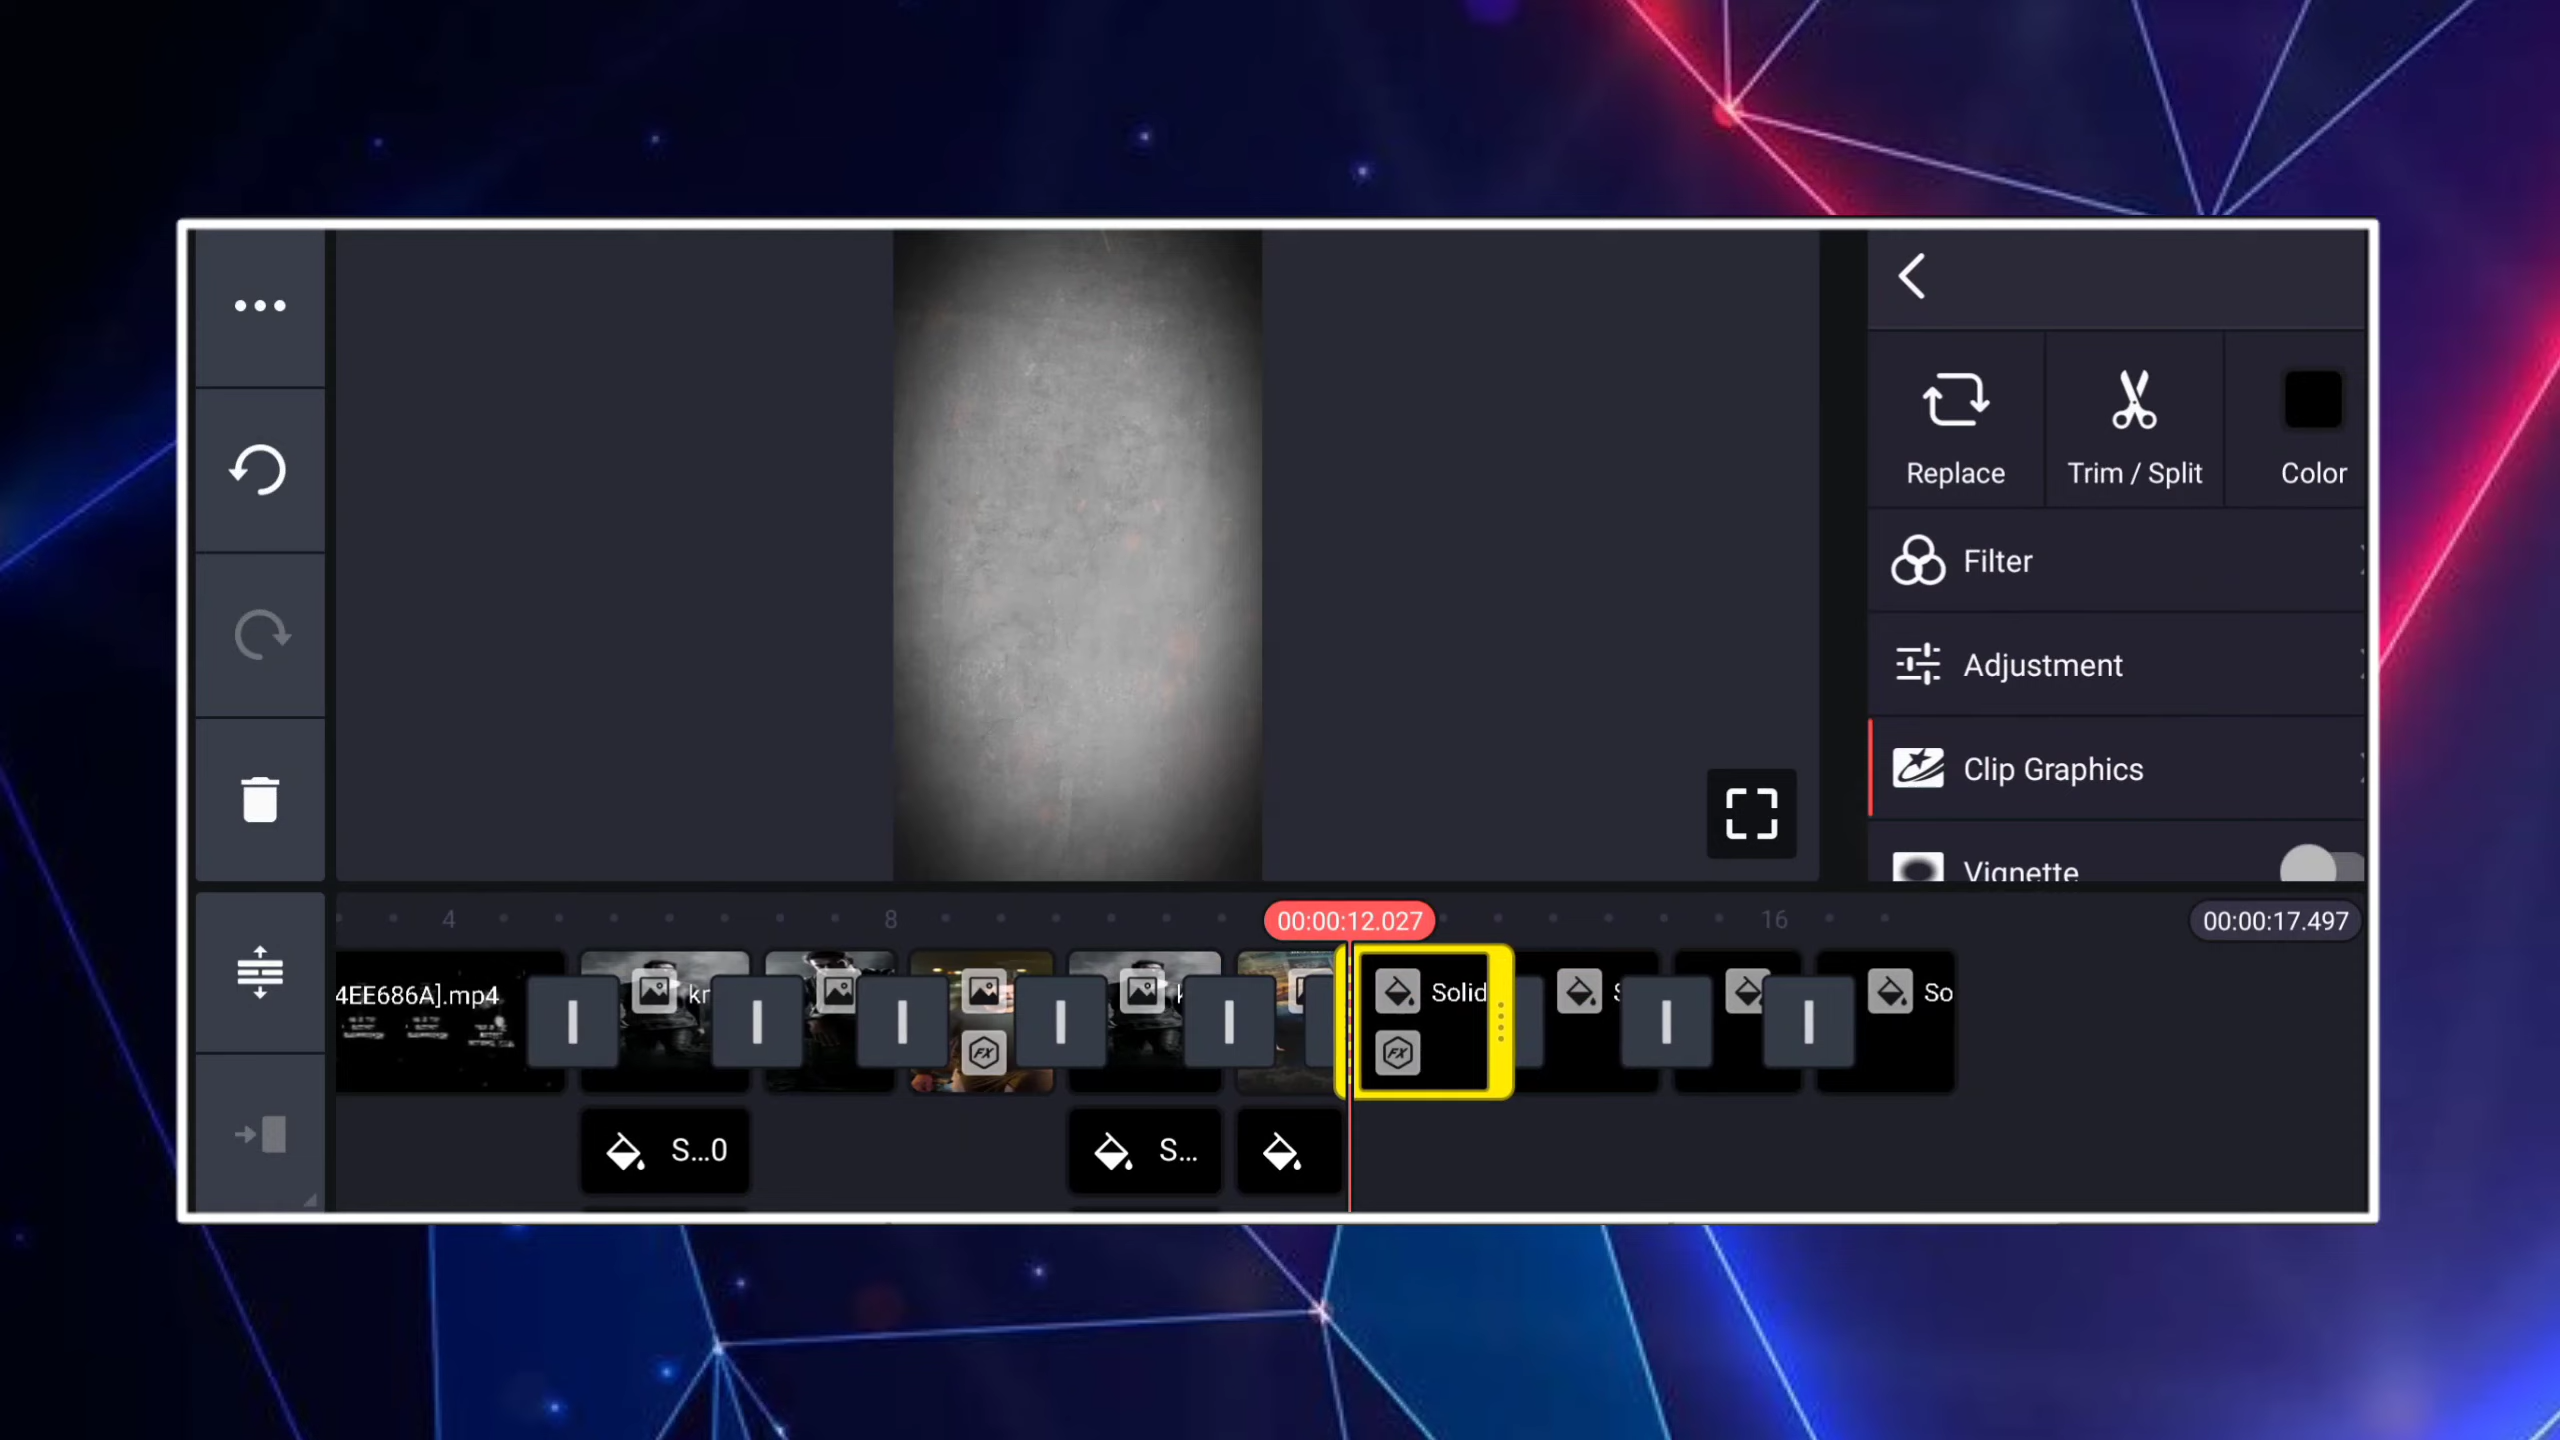 Replace
Trim / Split
Color
Filter
Adjustment
Clip Graphics
Vignette
4
8
00:00:12.027
16
00:00:17.497
4EE686A].mp4
kr
Solid
So
S...0
S...